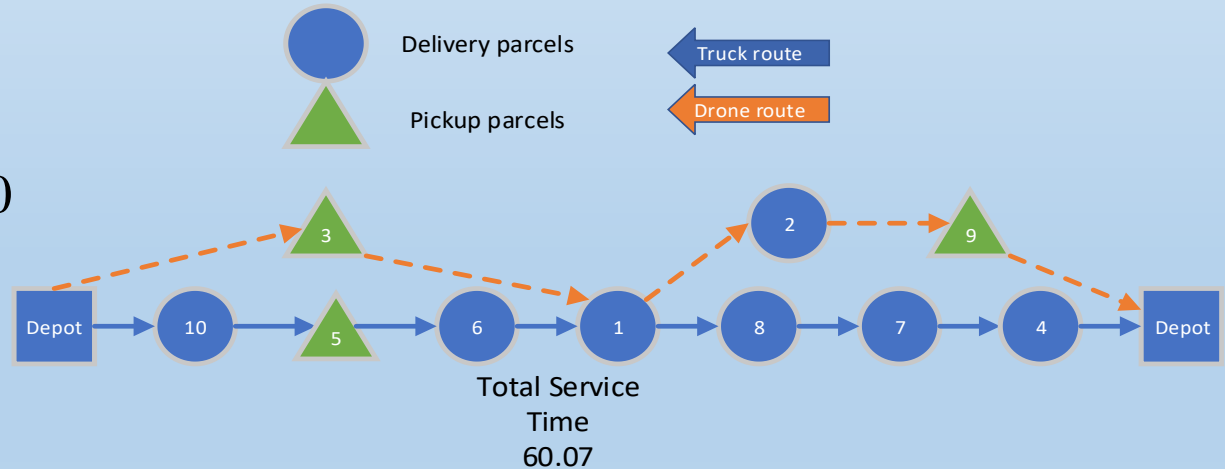 Delivery parcels
Truck route
Pickup parcels
Drone route
)
3
2
9
Depot
10
5
6
1
8
7
4
Depot
Total Service
Time
60.07